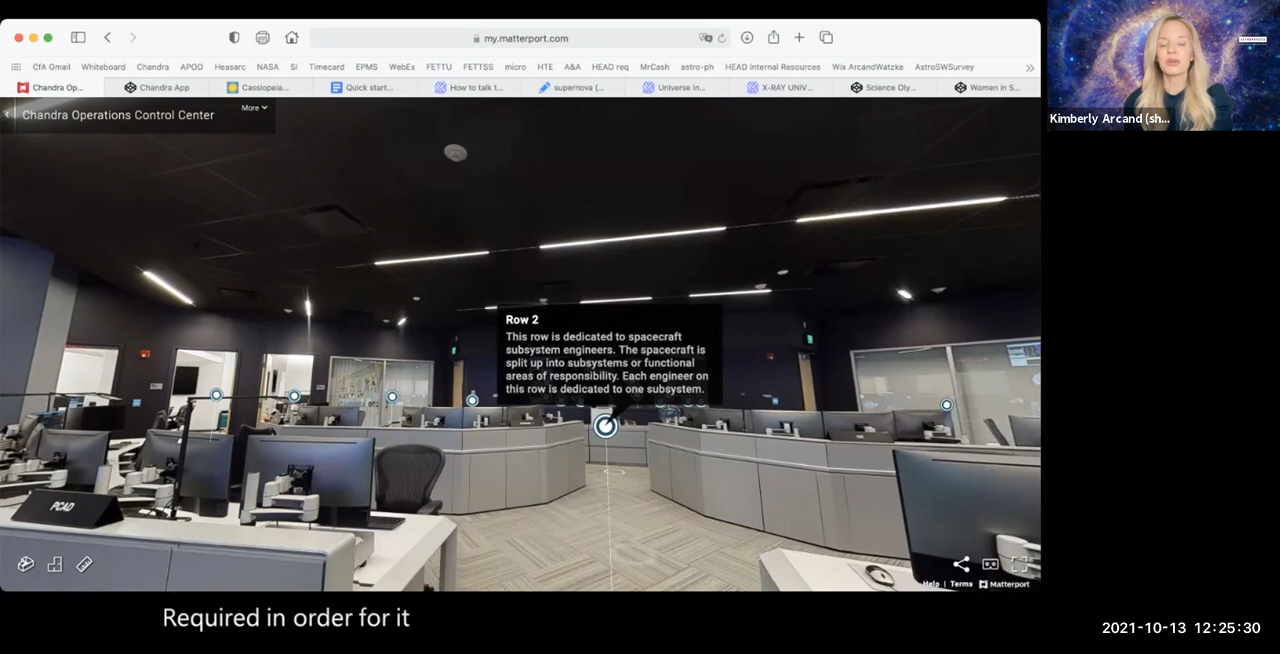 my.matterport.com
CfA Gmail Whiteboard Chandra APOD Heasarc NASA SI Timecard EPMS WebEx FETTU FETTSS micro HTE A&A HEAD req MrCash astro-ph HEAD Internal Resources Wix ArcandWatzke AstroSWSurvey
Chandra Op... Chandra App Cassiopeia... Quick start... How to talk t... supernova (... Universe in... X-RAY UNIV... Science Oly... Women in S...
Chandra Operations Control Center
More
Row 2
This row is dedicated to spacecraft
subsystem engineers. The spacecraft is
split up into subsystems or functional
areas of responsibility. Each engineer on
this row is dedicated to one subsystem.
PCAD
Help | Terms Matterport
Kimberly Arcand (sh...
Required in order for it
2021-10-13 12:25:30